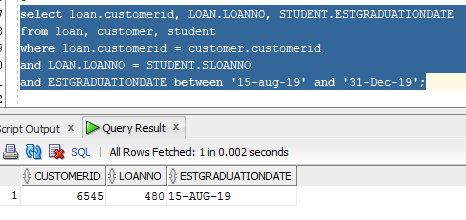 select loan.customerid, LOAN.LOANNO, STUDENT.ESTGRADUATIONDATE
from loan, customer, student
where loan.customerid = customer.customerid
and LOAN.LOANNO = STUDENT.SLOANNO
and ESTGRADUATIONDATE between '15-aug-19' and '31-Dec-19';
Script Output x Query Result x
SQL | All Rows Fetched: 1 in 0.002 seconds
CUSTOMERID LOANNO ESTGRADUATIONDATE
1 6545 480 15-AUG-19